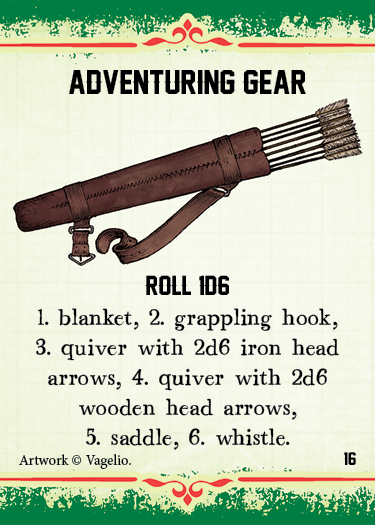 ADVENTURING GEAR
ROLL 1D6
1. blanket, 2. grappling hook,
3. quiver with 2d6 iron head
arrows, 4. quiver with 2d6
wooden head arrows,
5. saddle, 6. whistle.
Artwork © Vagelio.
16